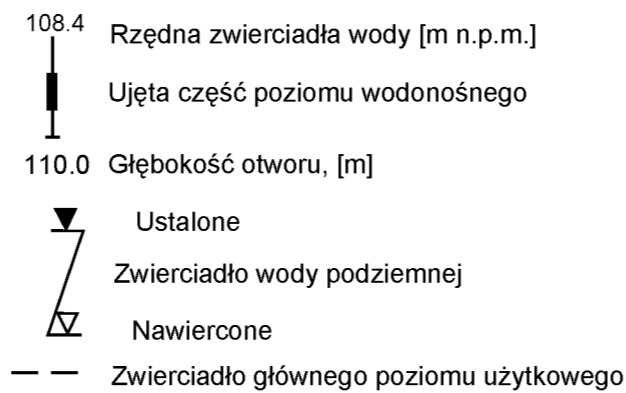 108.4 Rzędna zwierciadła wody [m n.p.m.]
Ujęta część poziomu wodonośnego
110.0 Głębokość otworu, [m]
Ustalone
Zwierciadło wody podziemnej
Nawiercone
Zwierciadło głównego poziomu użytkowego